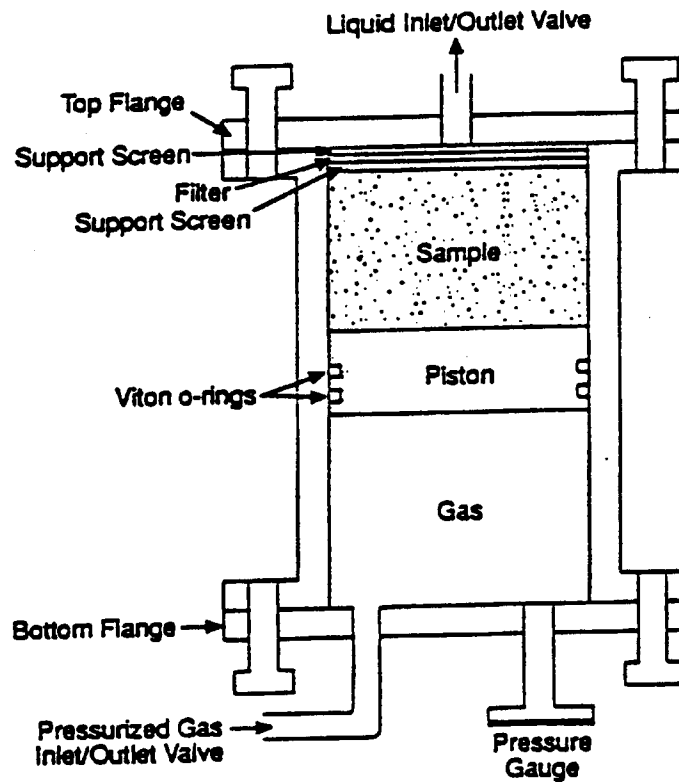 Liquid Inlet/Outlet Valve
Top Flange
Support Screen
Filter
Support Screen
Sample
Viton o-rings
Piston
Gas
Bottom Flange
Pressurized Gas
Inlet/Outlet Valve
Pressure
Gauge